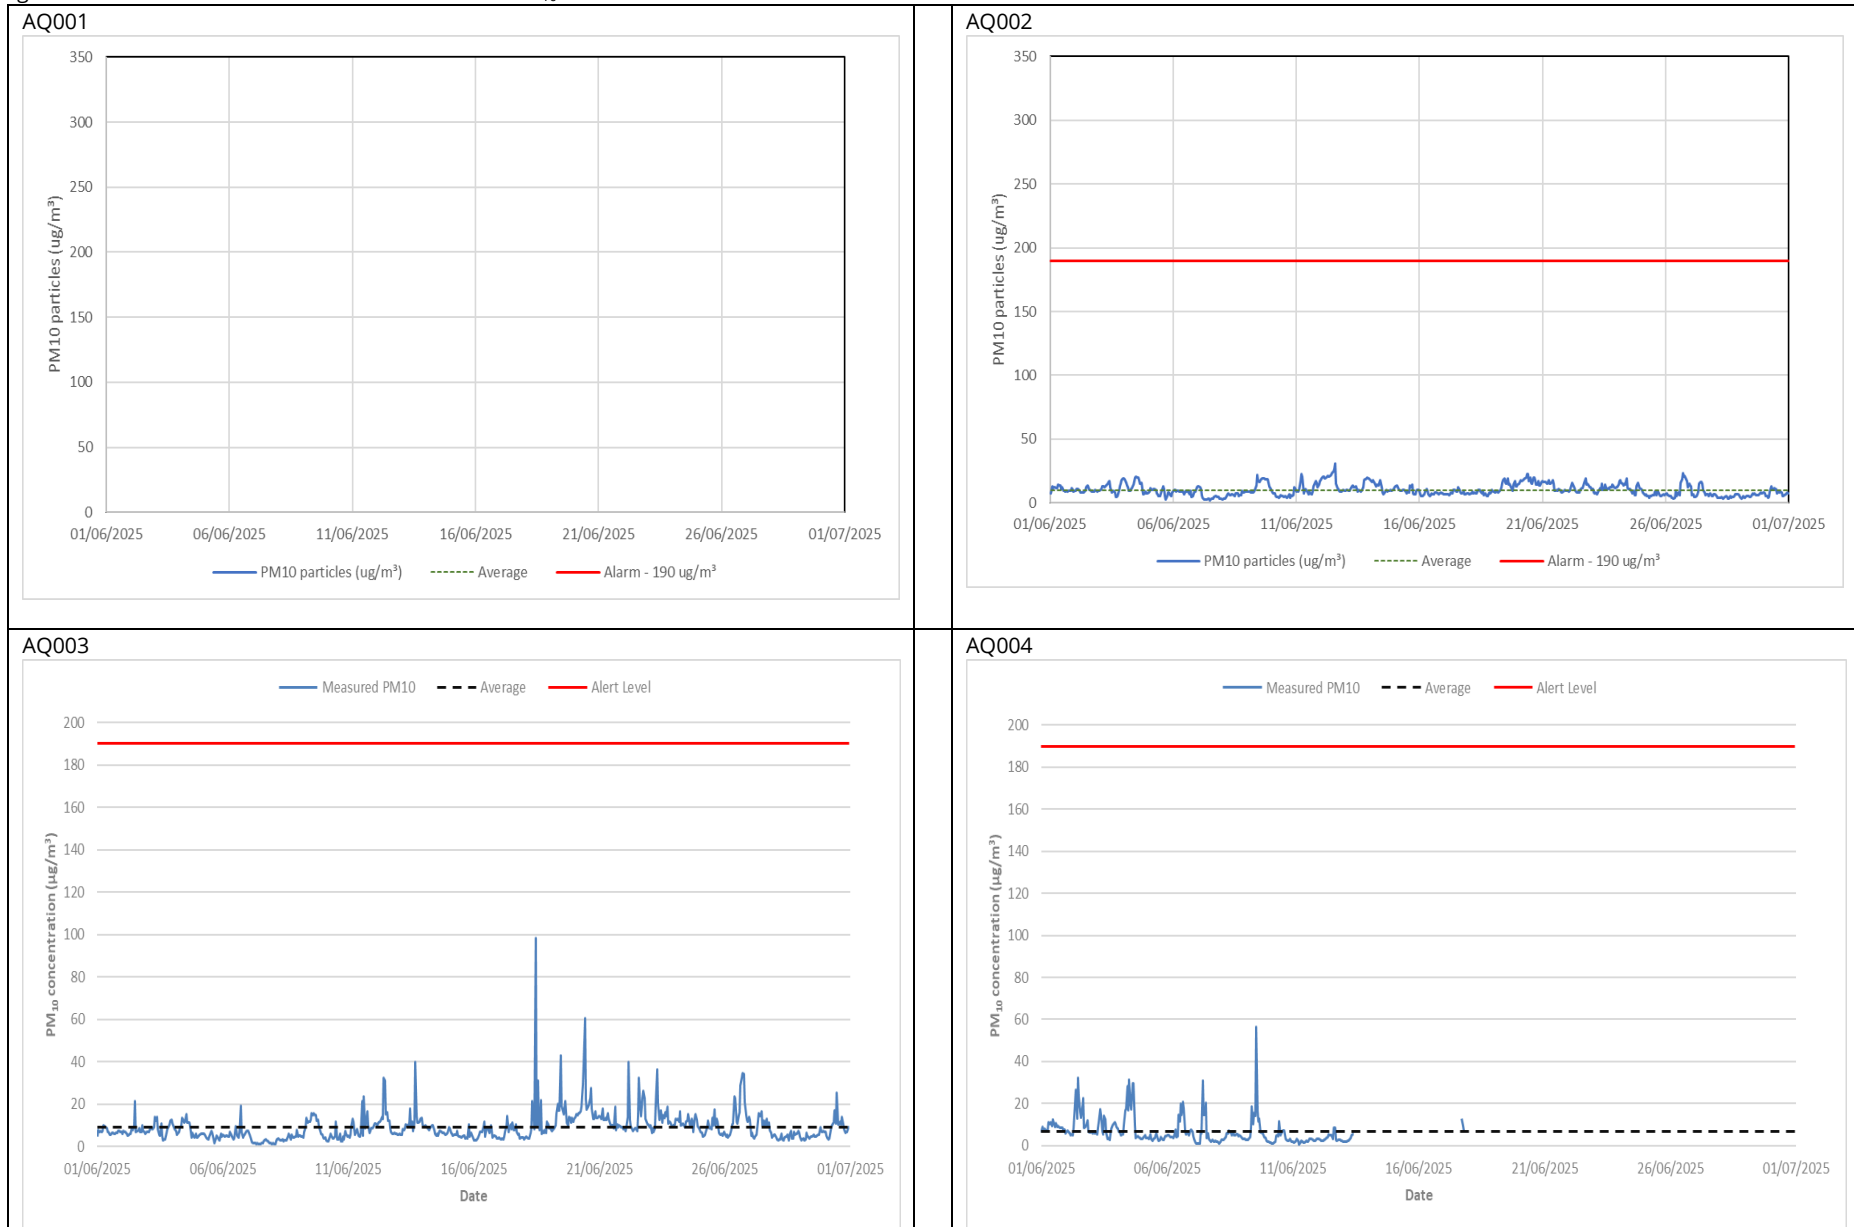 AQ001
350
300
250
200
150
100
50
0
PM10 particles (ug/m³)
01/06/2025 06/06/2025 11/06/2025 16/06/2025 21/06/2025 26/06/2025 01/07/2025
PM10 particles (ug/m³) Average Alarm - 190 ug/m³
AQ002
350
300
250
200
150
100
50
0
PM10 particles (ug/m³)
01/06/2025 06/06/2025 11/06/2025 16/06/2025 21/06/2025 26/06/2025 01/07/2025
PM10 particles (ug/m³) Average Alarm - 190 ug/m³
AQ003
Measured PM10 Average Alert Level
200
180
160
140
120
100
80
60
40
20
0
PM₁₀ concentration (µg/m³)
01/06/2025 06/06/2025 11/06/2025 16/06/2025 21/06/2025 26/06/2025 01/07/2025
Date
AQ004
Measured PM10 Average Alert Level
200
180
160
140
120
100
80
60
40
20
0
PM₁₀ concentration (µg/m³)
01/06/2025 06/06/2025 11/06/2025 16/06/2025 21/06/2025 26/06/2025 01/07/2025
Date